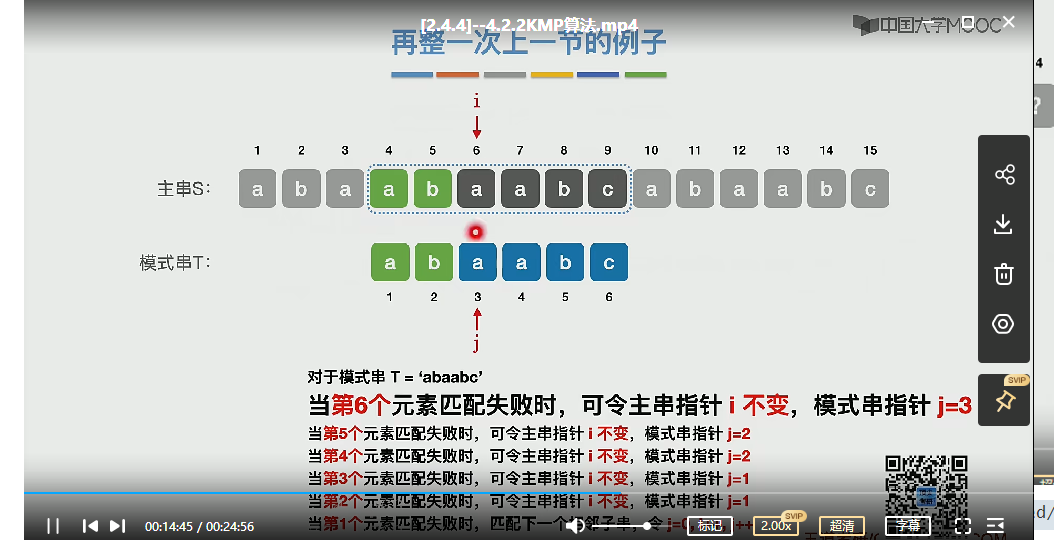 [2.4.4]--4.2.2KMP算法.mp4
中国大学MOOC
再整一次上一节的例子
4
?
i
1 2 3 4 5 6 7 8 9 10 11 12 13 14 15
主串S: a b a a b a a b c a b a a b c
模式串T: a b a a b c
1 2 3 4 5 6
j
SVIP
对于模式串 T = ‘abaabc’
当第6个元素匹配失败时，可令主串指针 i 不变，模式串指针 j=3
当第5个元素匹配失败时，可令主串指针 i 不变，模式串指针 j=2
当第4个元素匹配失败时，可令主串指针 i 不变，模式串指针 j=2
当第3个元素匹配失败时，可令主串指针 i 不变，模式串指针 j=1
当第2个元素匹配失败时，可令主串指针 i 不变，模式串指针 j=1
当第1个元素匹配失败时，匹配下一个相邻子串，令 j=0, ++
SVIP
00:14:45 / 00:24:56
标记 2.00x 超清 字幕
ed/